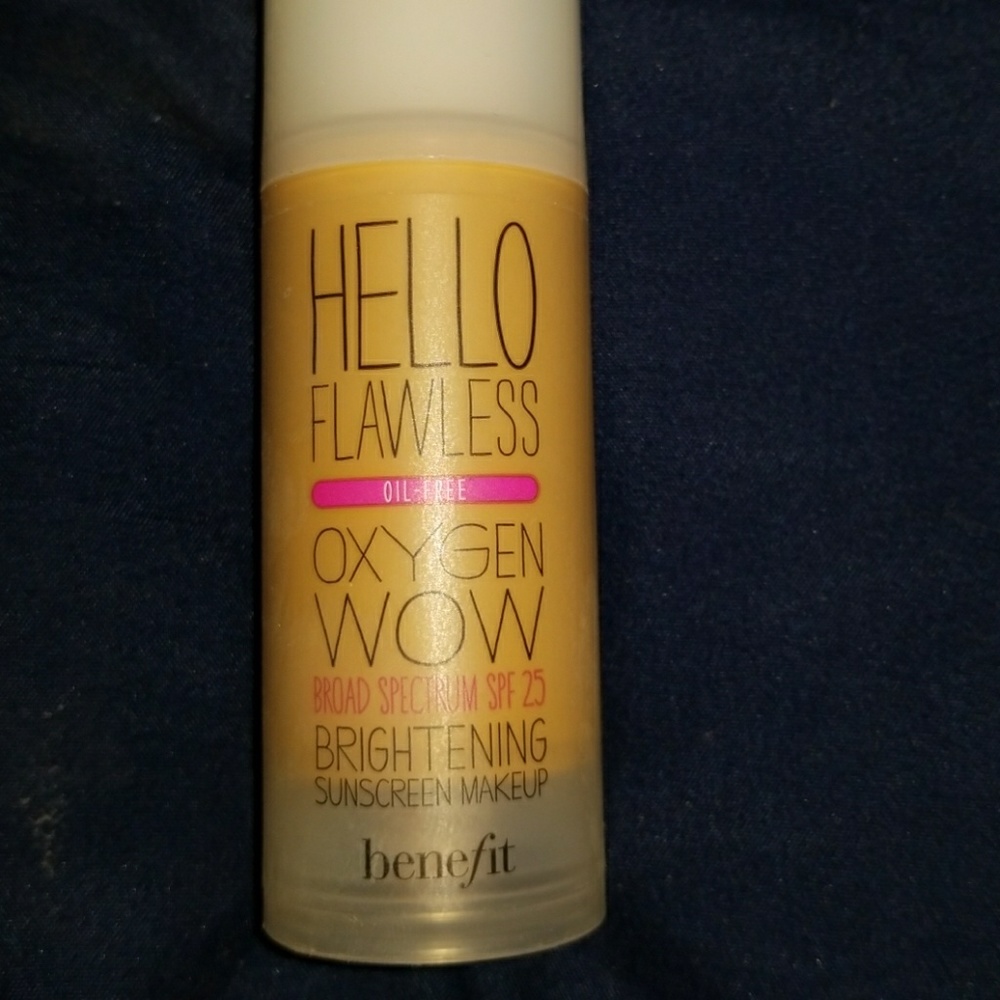 HELLO
FLAWLESS
OIL-FREE
OXYGEN
WOW
BROAD SPECTRUM SPF 25
BRIGHTENING
SUNSCREEN MAKEUP
benefit